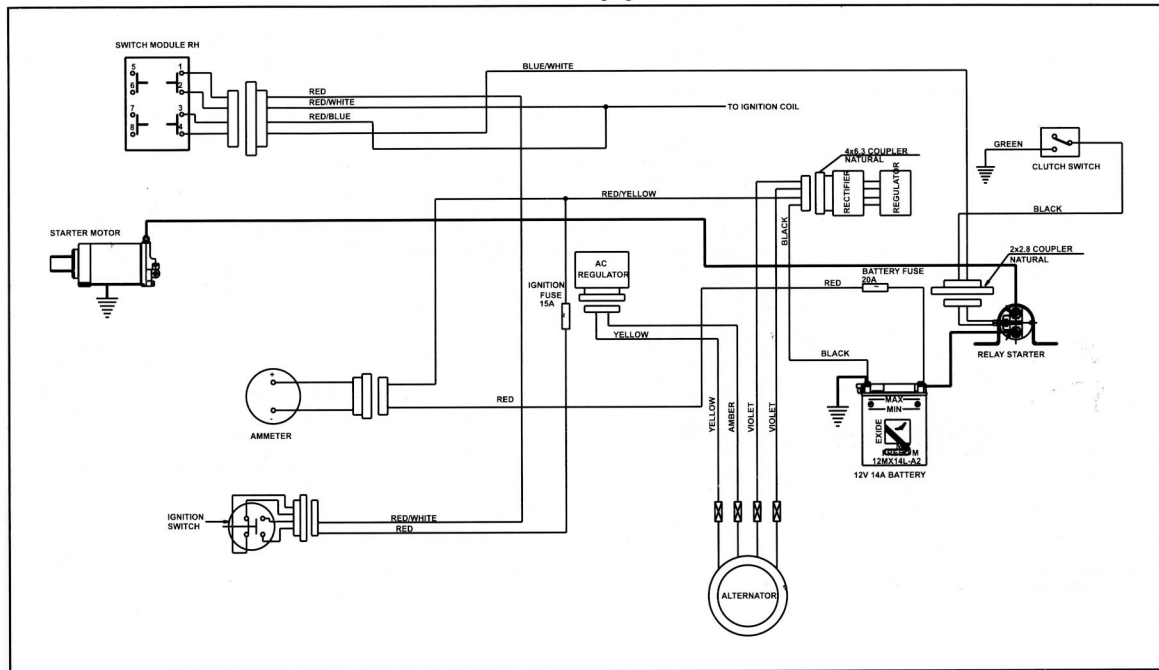 SWITCH MODULE RH
5
1
6
2
7
3
8
4
RED
RED/WHITE
RED/BLUE
BLUE/WHITE
TO IGNITION COIL
4x6.3 COUPLER
NATURAL
RECTIFIER
REGULATOR
GREEN
CLUTCH SWITCH
BLACK
2x2.8 COUPLER
NATURAL
RED/YELLOW
BLACK
STARTER MOTOR
AC
REGULATOR
IGNITION
FUSE
15A
BATTERY FUSE
20A
RED
YELLOW
RELAY STARTER
BLACK
+
-
AMMETER
RED
YELLOW
AMBER
VIOLET
VIOLET
MAX
MIN
EXIDE
12MX14L-A2
12V 14A BATTERY
IGNITION
SWITCH
RED/WHITE
RED
ALTERNATOR